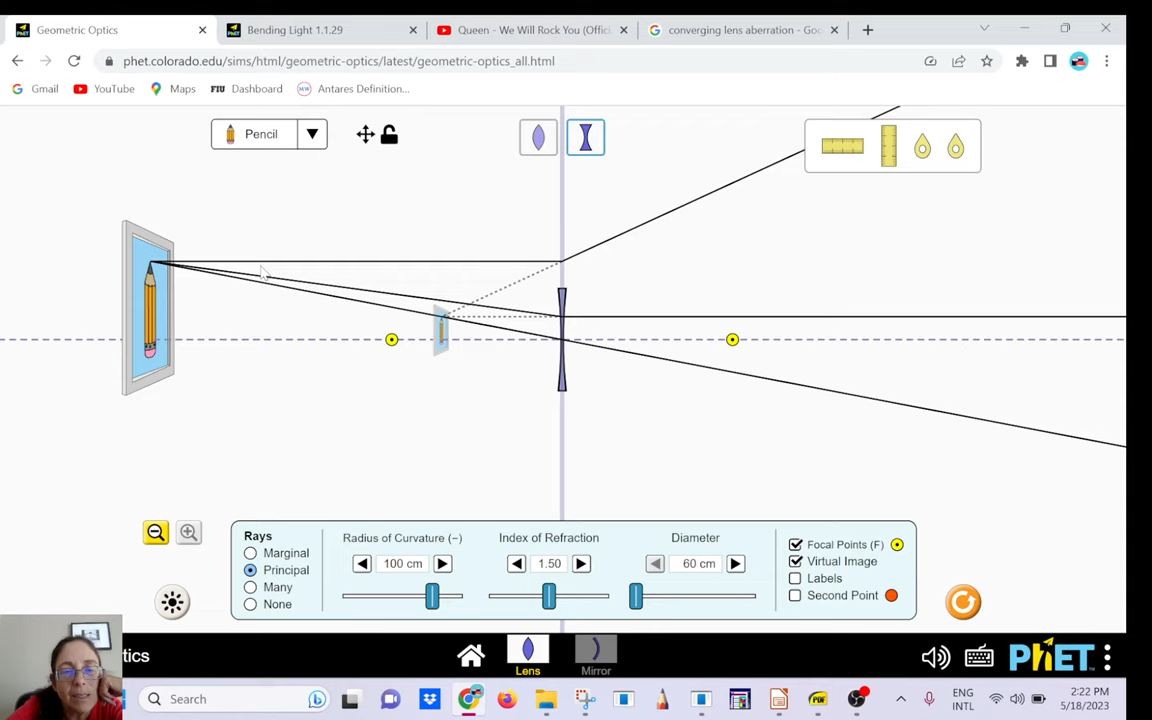 Geometric Optics
Bending Light 1.1.29
Queen - We Will Rock You (Offici
converging lens aberration - Goo
phet.colorado.edu/sims/html/geometric-optics/latest/geometric-optics_all.html
Gmail
YouTube
Maps
FIU Dashboard
MW Antares Definition...
Pencil
Rays
Marginal
Principal
Many
None
Radius of Curvature (−)
100 cm
Index of Refraction
1.50
Diameter
60 cm
Focal Points (F)
Virtual Image
Labels
Second Point
tics
Lens
Mirror
PhET
Search
ENG
INTL
2:22 PM
5/18/2023